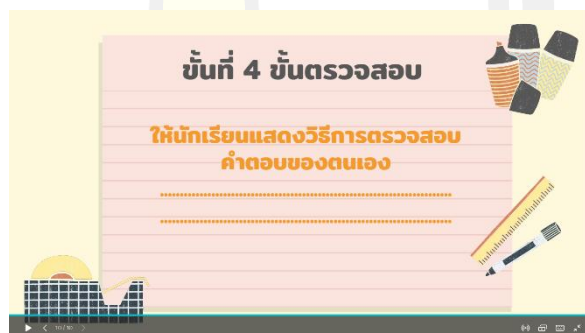 ขั้นที่ 4 ขั้นตรวจสอบ
ให้นักเรียนแสดงวิธีการตรวจสอบ
คำตอบของตนเอง